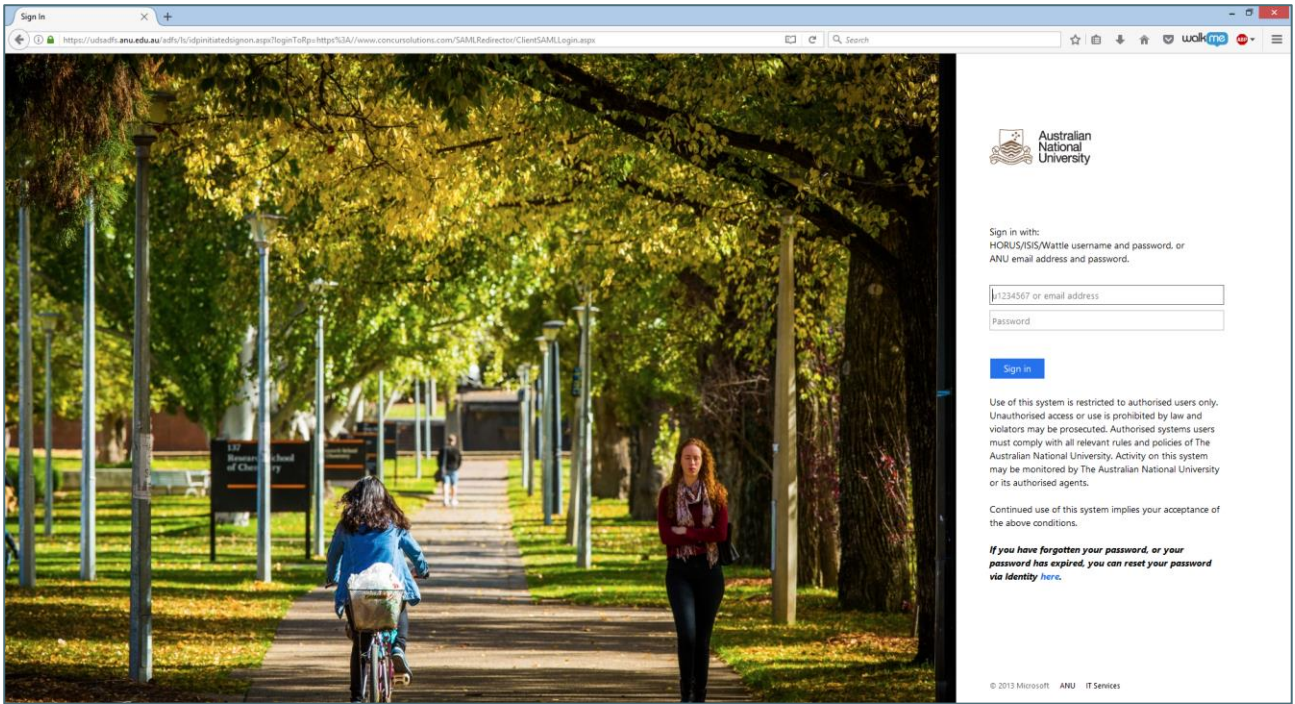 Sign In
https://udsadfs.anu.edu.au/adfs/ls/idpinitiatedsignon.aspx?loginToRp=https%3A//www.concursolutions.com/SAMLRedirector/ClientSAMLLogin.aspx
Search
walkme
ABP
137
Research School
of Chemistry
Australian
National
University
Sign in with:
HORUS/ISIS/Wattle username and password, or
ANU email address and password.
u1234567 or email address
Password
Sign in
Use of this system is restricted to authorised users only.
Unauthorised access or use is prohibited by law and
violators may be prosecuted. Authorised systems users
must comply with all relevant rules and policies of The
Australian National University. Activity on this system
may be monitored by The Australian National University
or its authorised agents.
Continued use of this system implies your acceptance of
the above conditions.
If you have forgotten your password, or your
password has expired, you can reset your password
via Identity here.
© 2013 Microsoft ANU IT Services